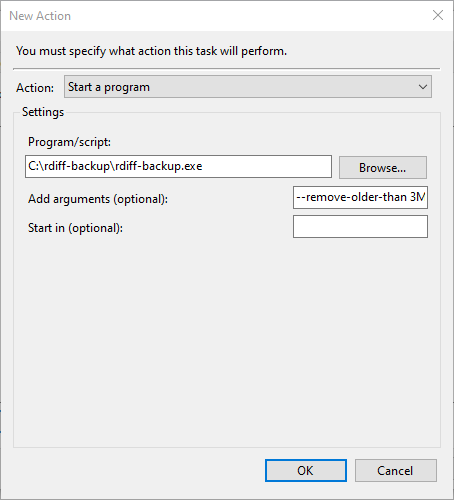 New Action
You must specify what action this task will perform.
Action: Start a program
Settings
Program/script:
C:\rdiff-backup\rdiff-backup.exe Browse...
Add arguments (optional): --remove-older-than 3M
Start in (optional):
OK Cancel